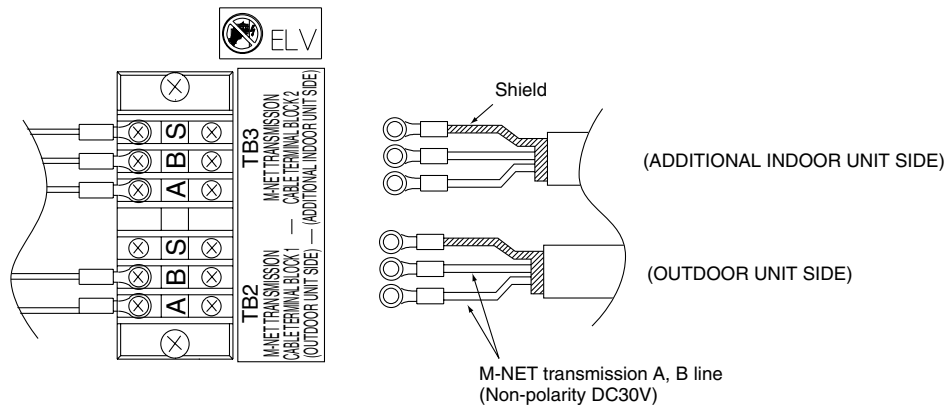 ELV
S
B
A
S
B
A
TB3
M-NET TRANSMISSION
CABLE TERMINAL BLOCK 2
(ADDITIONAL INDOOR UNIT SIDE)
TB2
M-NET TRANSMISSION
CABLE TERMINAL BLOCK 1
(OUTDOOR UNIT SIDE)
Shield
(ADDITIONAL INDOOR UNIT SIDE)
(OUTDOOR UNIT SIDE)
M-NET transmission A, B line
(Non-polarity DC30V)